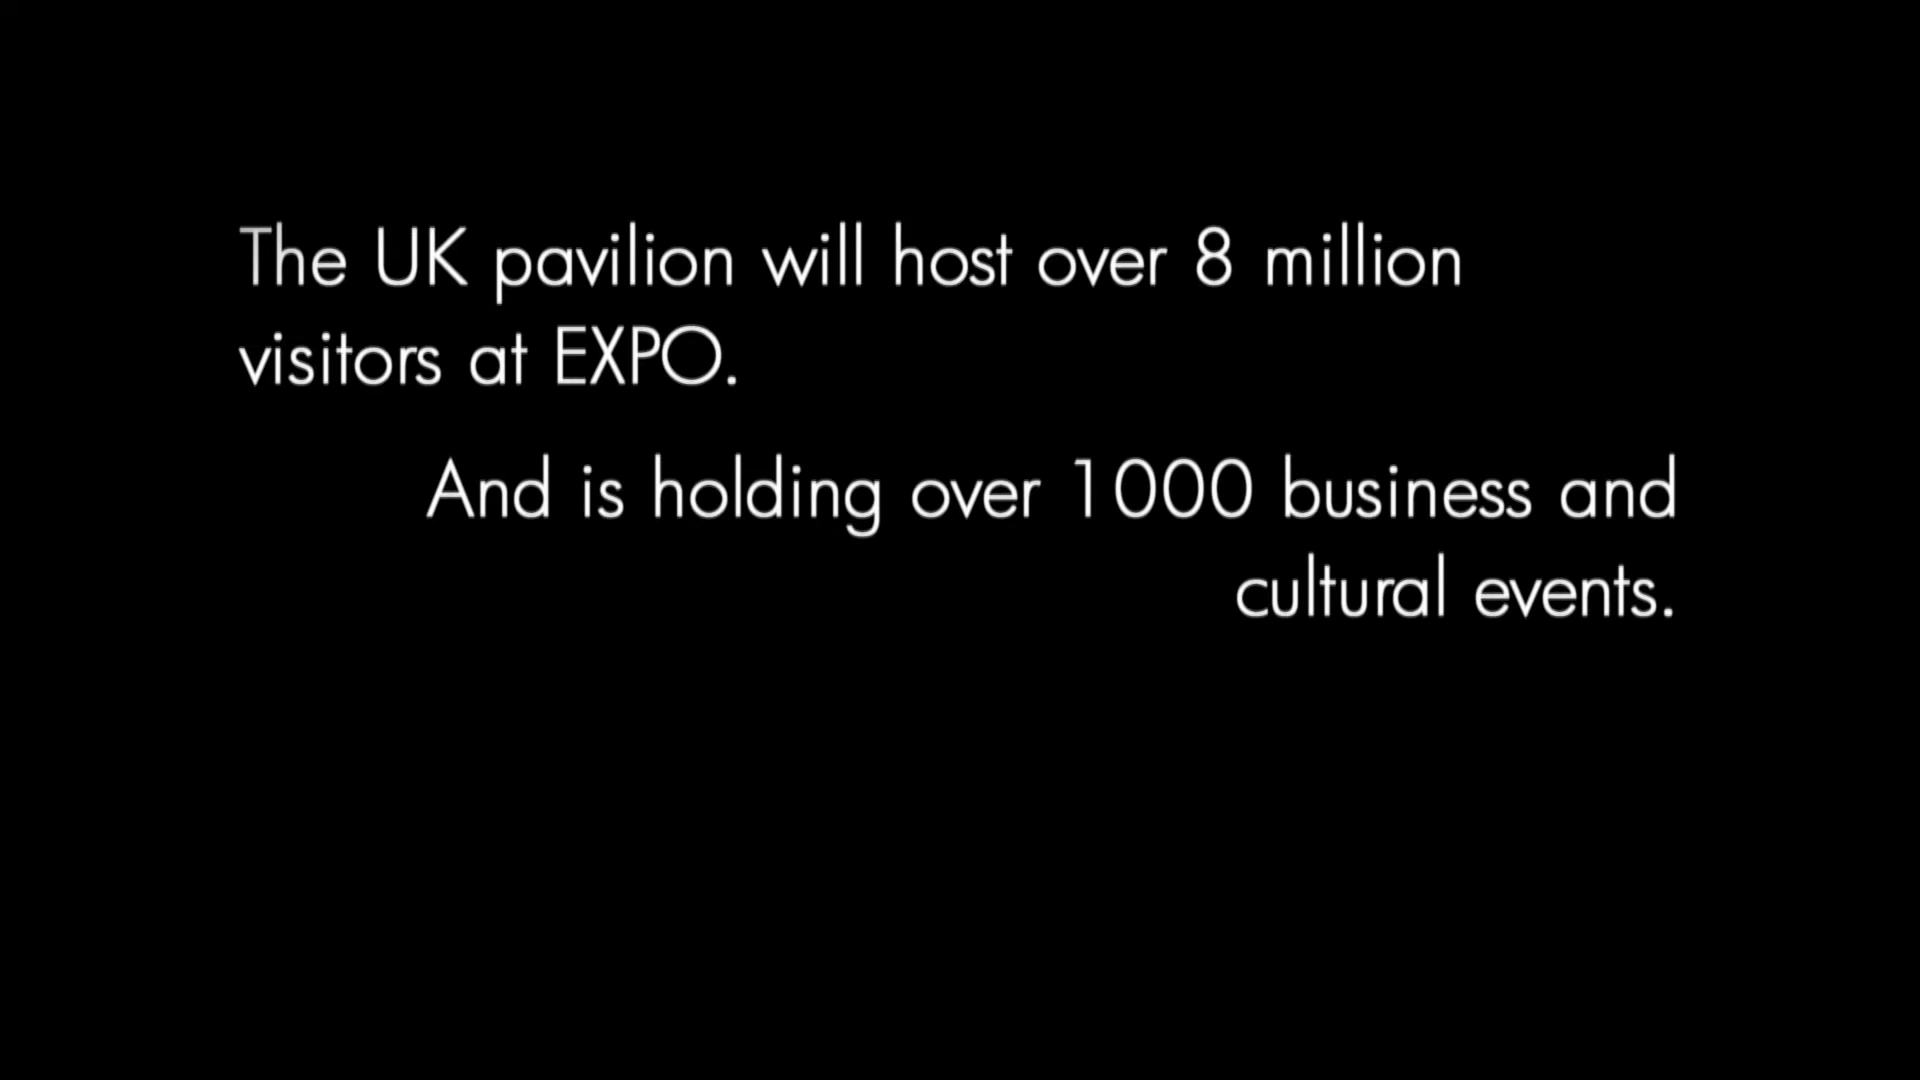 The UK pavilion will host over 8 million
visitors at EXPO.
And is holding over 1000 business and
cultural events.